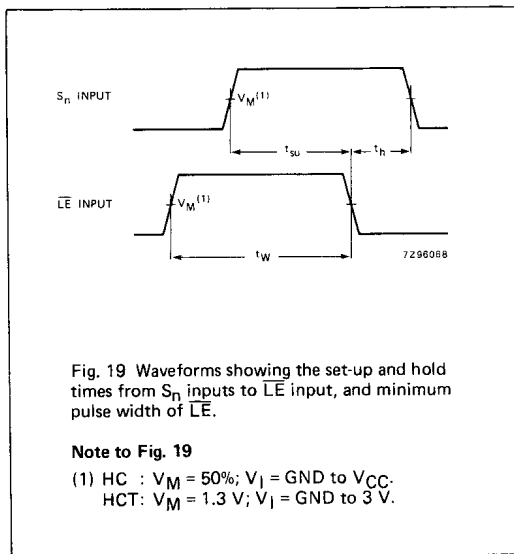 Sn INPUT
VM(1)
tsu
th
LE INPUT
VM(1)
tW
7Z96088
Fig. 19 Waveforms showing the set-up and hold
times from Sn inputs to LE input, and minimum
pulse width of LE.
Note to Fig. 19
(1) HC : VM = 50%; VI = GND to VCC.
HCT: VM = 1.3 V; VI = GND to 3 V.